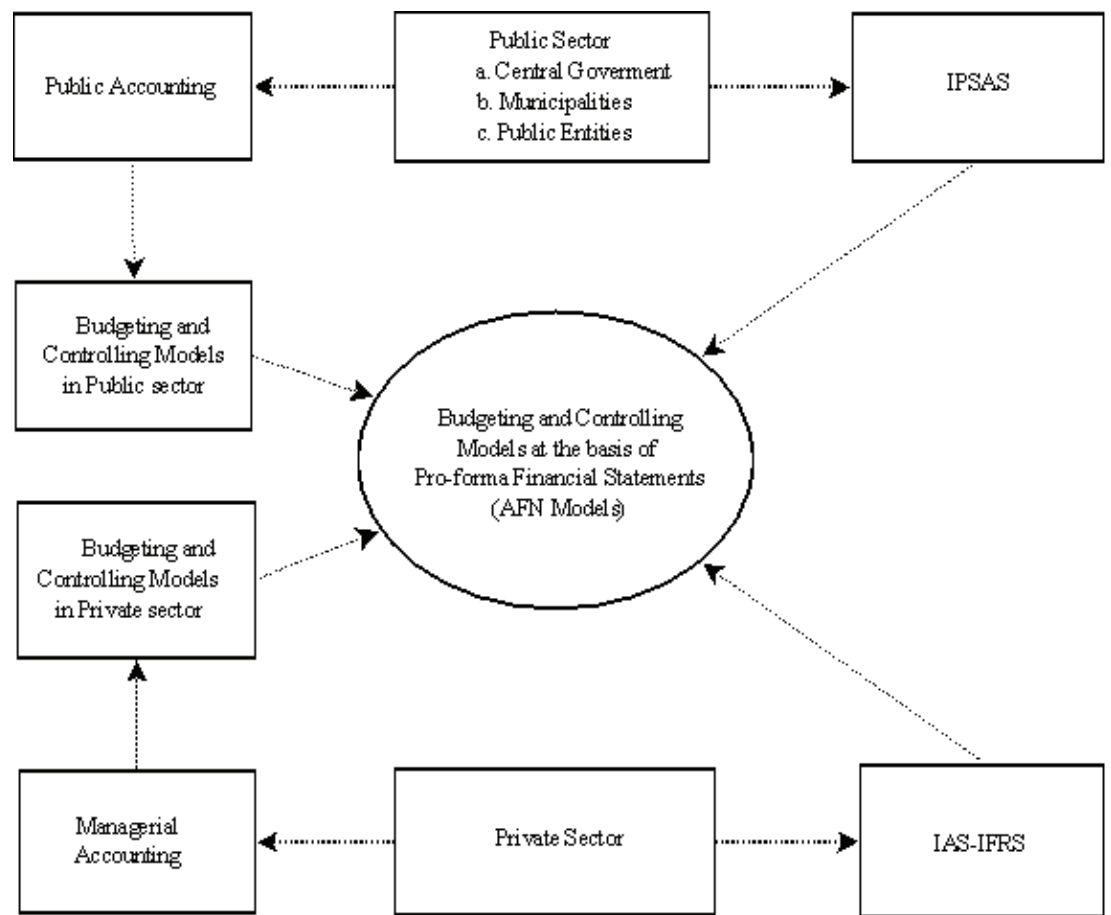 Public Accounting
Public Sector
a. Central Goverment
b. Municipalities
c. Public Entities
IPSAS
Budgeting and
Controlling Models
in Public sector
Budgeting and Controlling
Models at the basis of
Pro-forma Financial Statements
(AFN Models)
Budgeting and
Controlling Models
in Private sector
Managerial
Accounting
Private Sector
IAS-IFRS